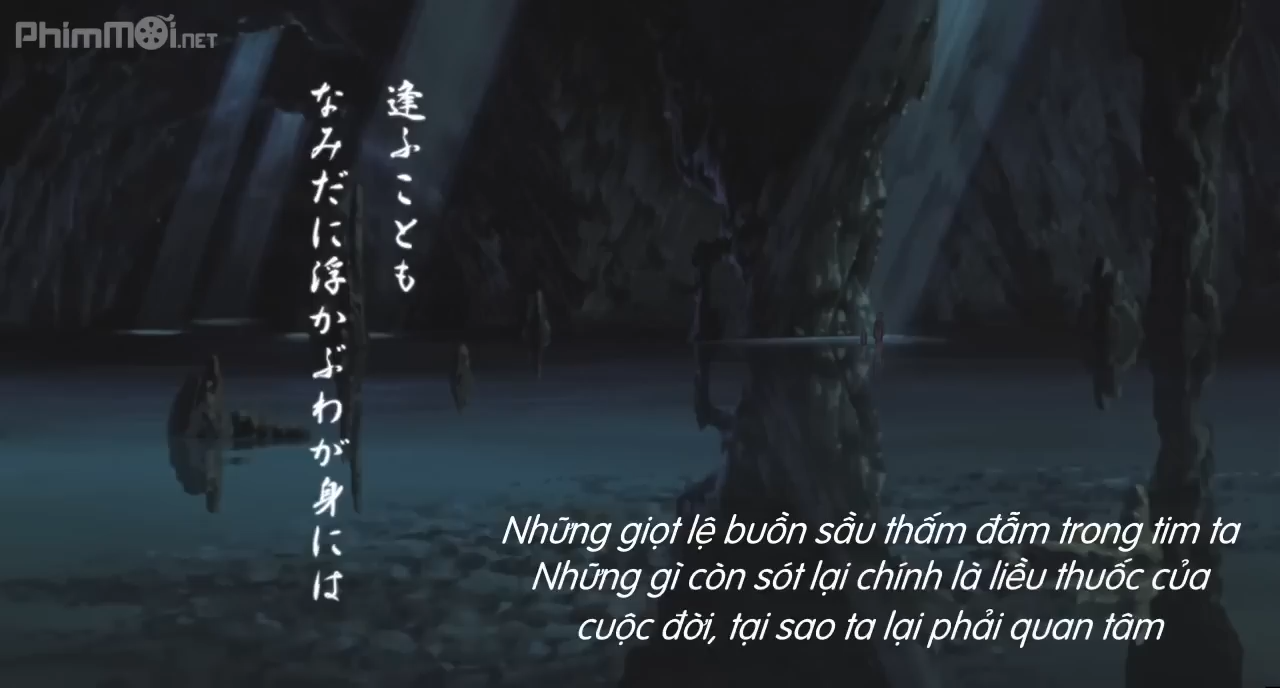 PhimMỡi.NET
逢ふことも
なみだに浮かぶわが身には
Những giọt lệ buồn sầu thấm đẫm trong tim ta
Những gì còn sót lại chính là liều thuốc của
cuộc đời, tại sao ta lại phải quan tâm